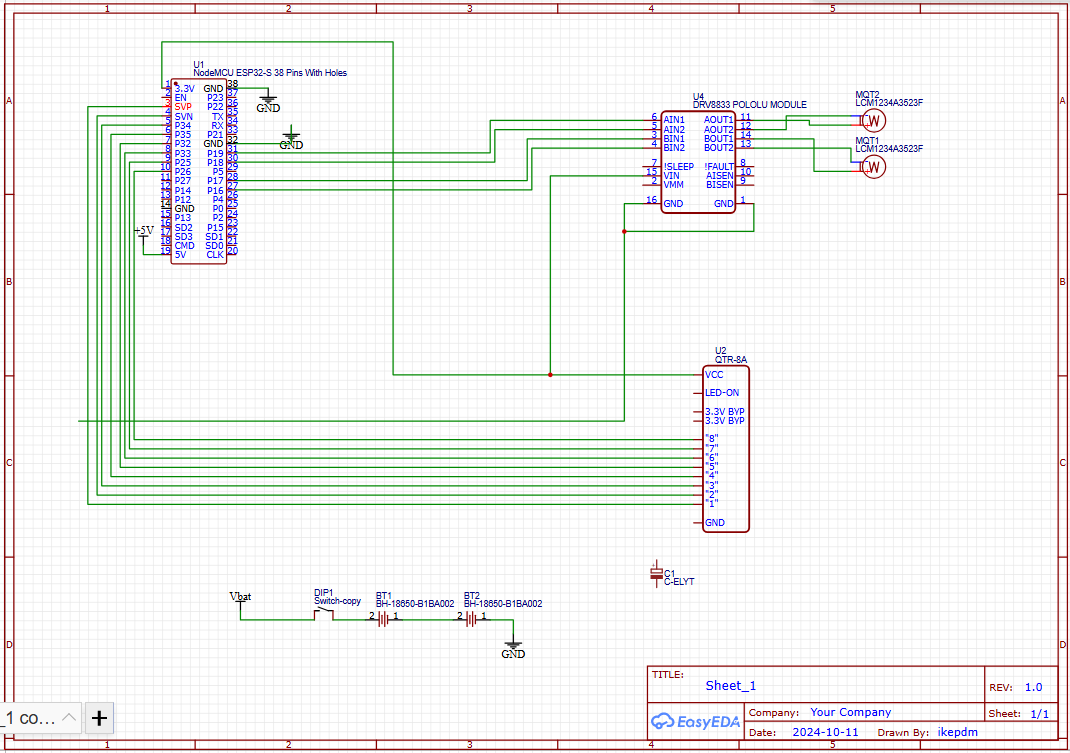 1 2 3 4 5
A A
B B
C C
D D
U1
NodeMCU ESP32-S 38 Pins With Holes
1 3.3V GND 38
2 EN P23 37
3 SVP P22 36
4 SVN TX 35
5 P34 RX 34
6 P35 P21 33
7 P32 GND 32
8 P33 P19 31
9 P25 P18 30
10 P26 P5 29
11 P27 P17 28
12 P14 P16 27
13 P12 P4 26
14 GND P0 25
15 P13 P2 24
16 SD2 P15 23
17 SD3 SD1 22
18 CMD SD0 21
19 5V CLK 20
GND
GND
+5V
U4
DRV8833 POLOLU MODULE
6 AIN1 AOUT1 11
5 AIN2 AOUT2 12
3 BIN1 BOUT1 14
4 BIN2 BOUT2 13
7 !SLEEP !FAULT 8
15 VIN AISEN 10
2 VMM BISEN 9
16 GND GND 1
MQT2
LCM1234A3523F
W
MQT1
LCM1234A3523F
W
U2
QTR-8A
VCC
LED-ON
3.3V BYP
3.3V BYP
"8"
"7"
"6"
"5"
"4"
"3"
"2"
"1"
GND
C1
C-ELYT
Vbat
DIP1
Switch-copy
BT1
BH-18650-B1BA002
2 1
BT2
BH-18650-B1BA002
2 1
GND
TITLE:
Sheet_1
REV: 1.0
EasyEDA
Company: Your Company
Sheet: 1/1
Date: 2024-10-11 Drawn By: ikepdm
_1 co...
+
1 2 3 4 5